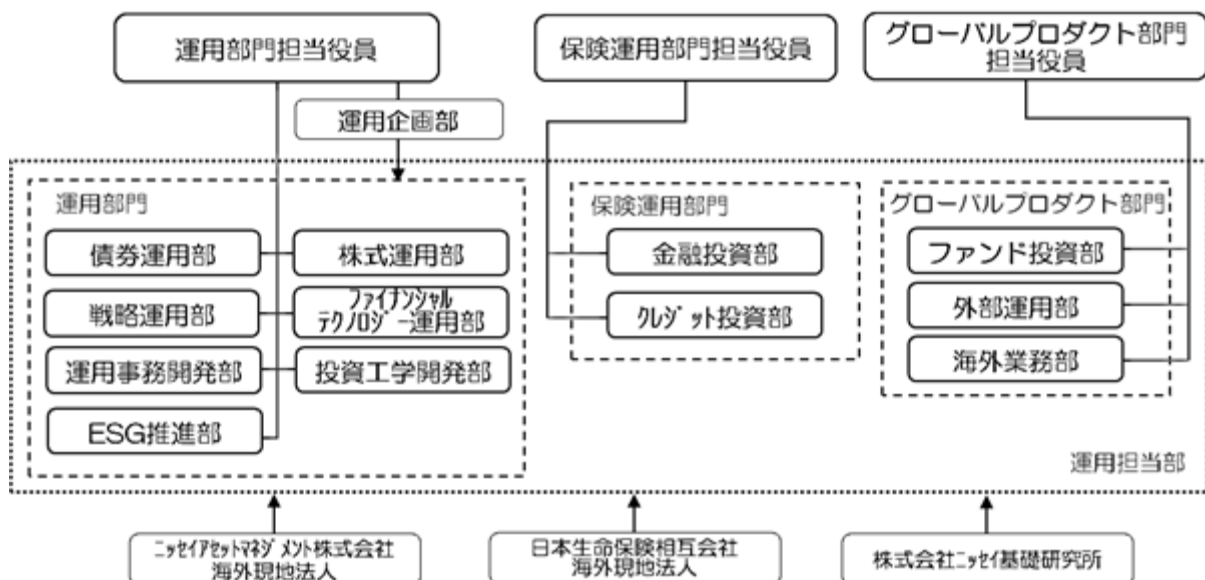 運用部門担当役員
保険運用部門担当役員
グローバルプロダクト部門
担当役員
運用企画部
運用部門
債券運用部
株式運用部
戦略運用部
ファイナンシャル
テクノロジー運用部
運用事務開発部
投資工学開発部
ESG推進部
保険運用部門
金融投資部
クレジット投資部
グローバルプロダクト部門
ファンド投資部
外部運用部
海外業務部
運用担当部
ニッセイアセットマネジメント株式会社
海外現地法人
日本生命保険相互会社
海外現地法人
株式会社ニッセイ基礎研究所